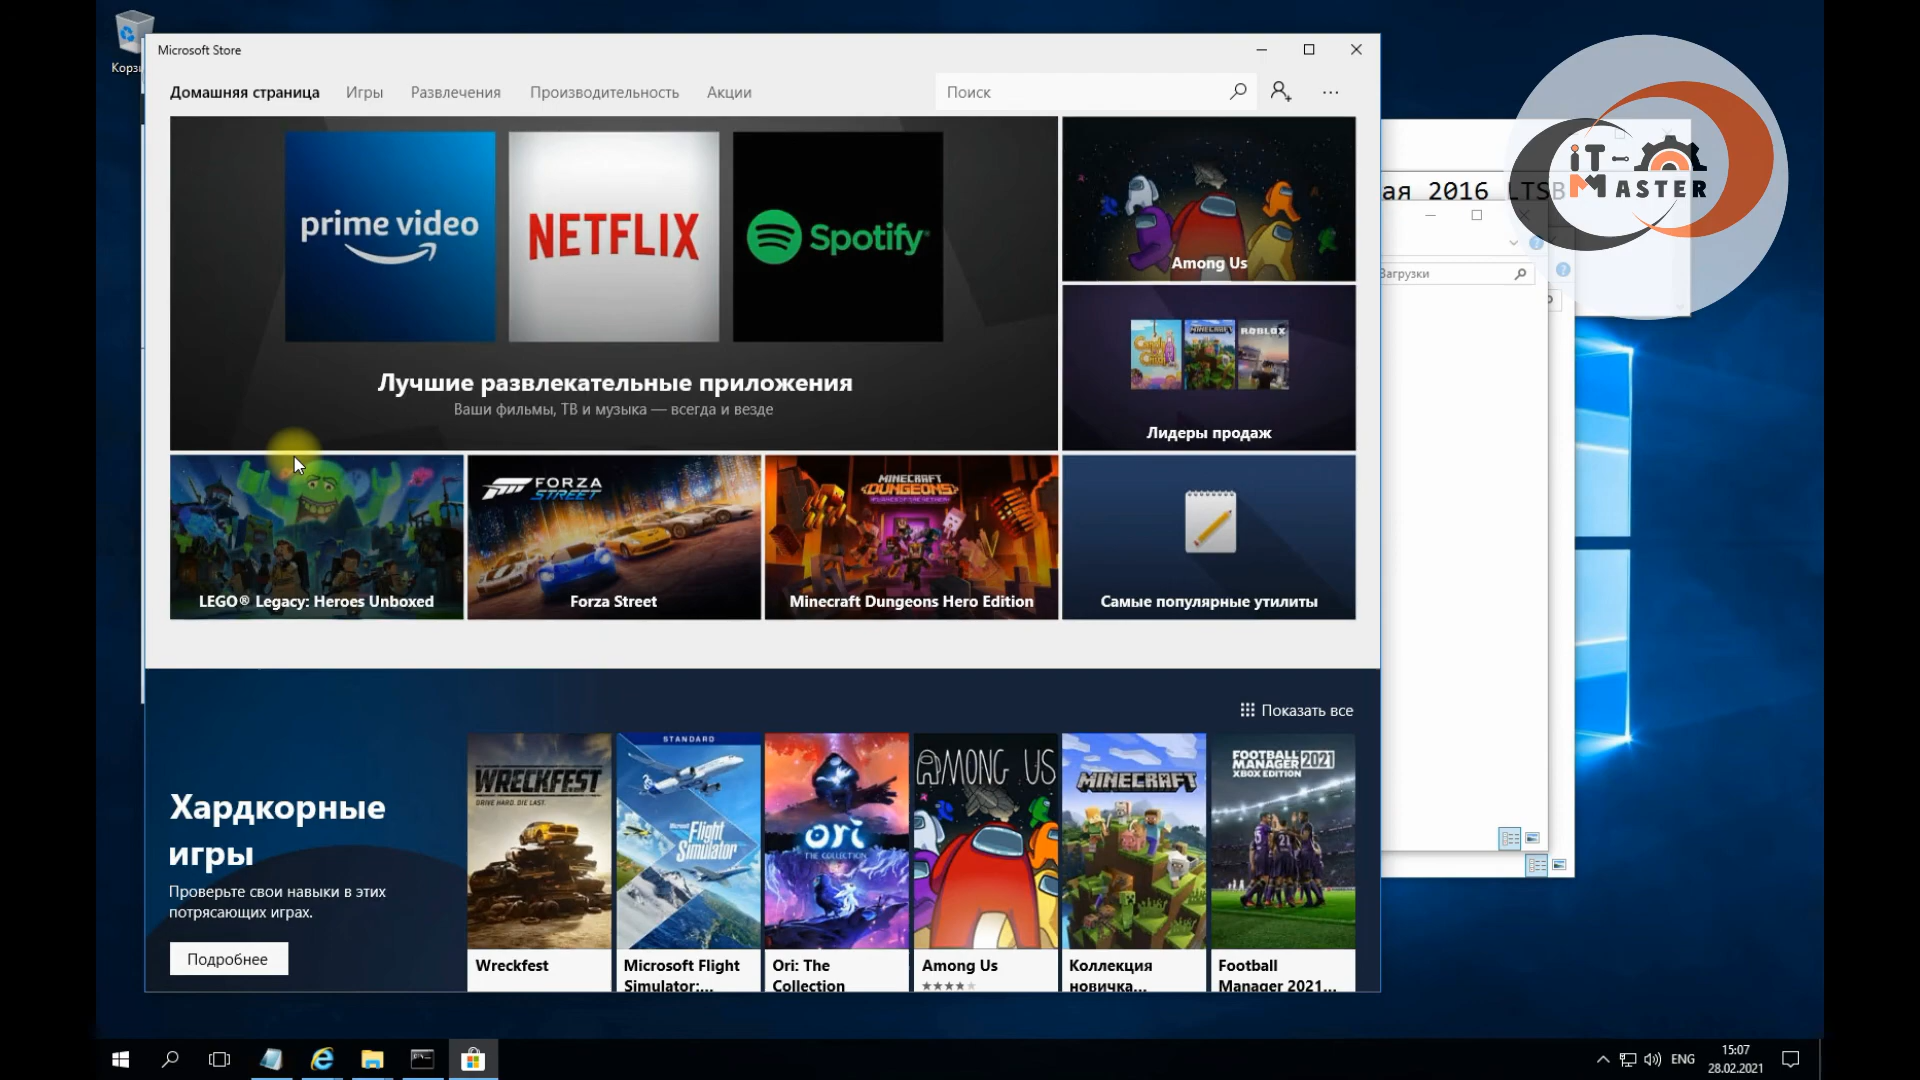 Microsoft Store
Домашняя страница Игры Развлечения Производительность Акции
Поиск
prime video
NETFLIX
Spotify
Лучшие развлекательные приложения
Ваши фильмы, ТВ и музыка — всегда и везде
Among Us
MINECRAFT
ROBLOX
Лидеры продаж
LEGO® Legacy: Heroes Unboxed
FORZA
STREET
Forza Street
MINECRAFT
DUNGEONS
Minecraft Dungeons Hero Edition
Самые популярные утилиты
Показать все
Хардкорные
игры
Проверьте свои навыки в этих
потрясающих играх.
Подробнее
WRECKFEST
DRIVE HARD. DIE LAST.
Wreckfest
STANDARD
Microsoft
Flight
Simulator
Microsoft Flight
Simulator:...
ori
THE COLLECTION
Ori: The
Collection
AMONG US
Among Us
MINECRAFT
Коллекция
новичка...
FOOTBALL
MANAGER 2021
XBOX EDITION
Football
Manager 2021...
ая 2016 LTSB
Загрузки
iT-
MASTER
Корзи
ENG
15:07
28.02.2021